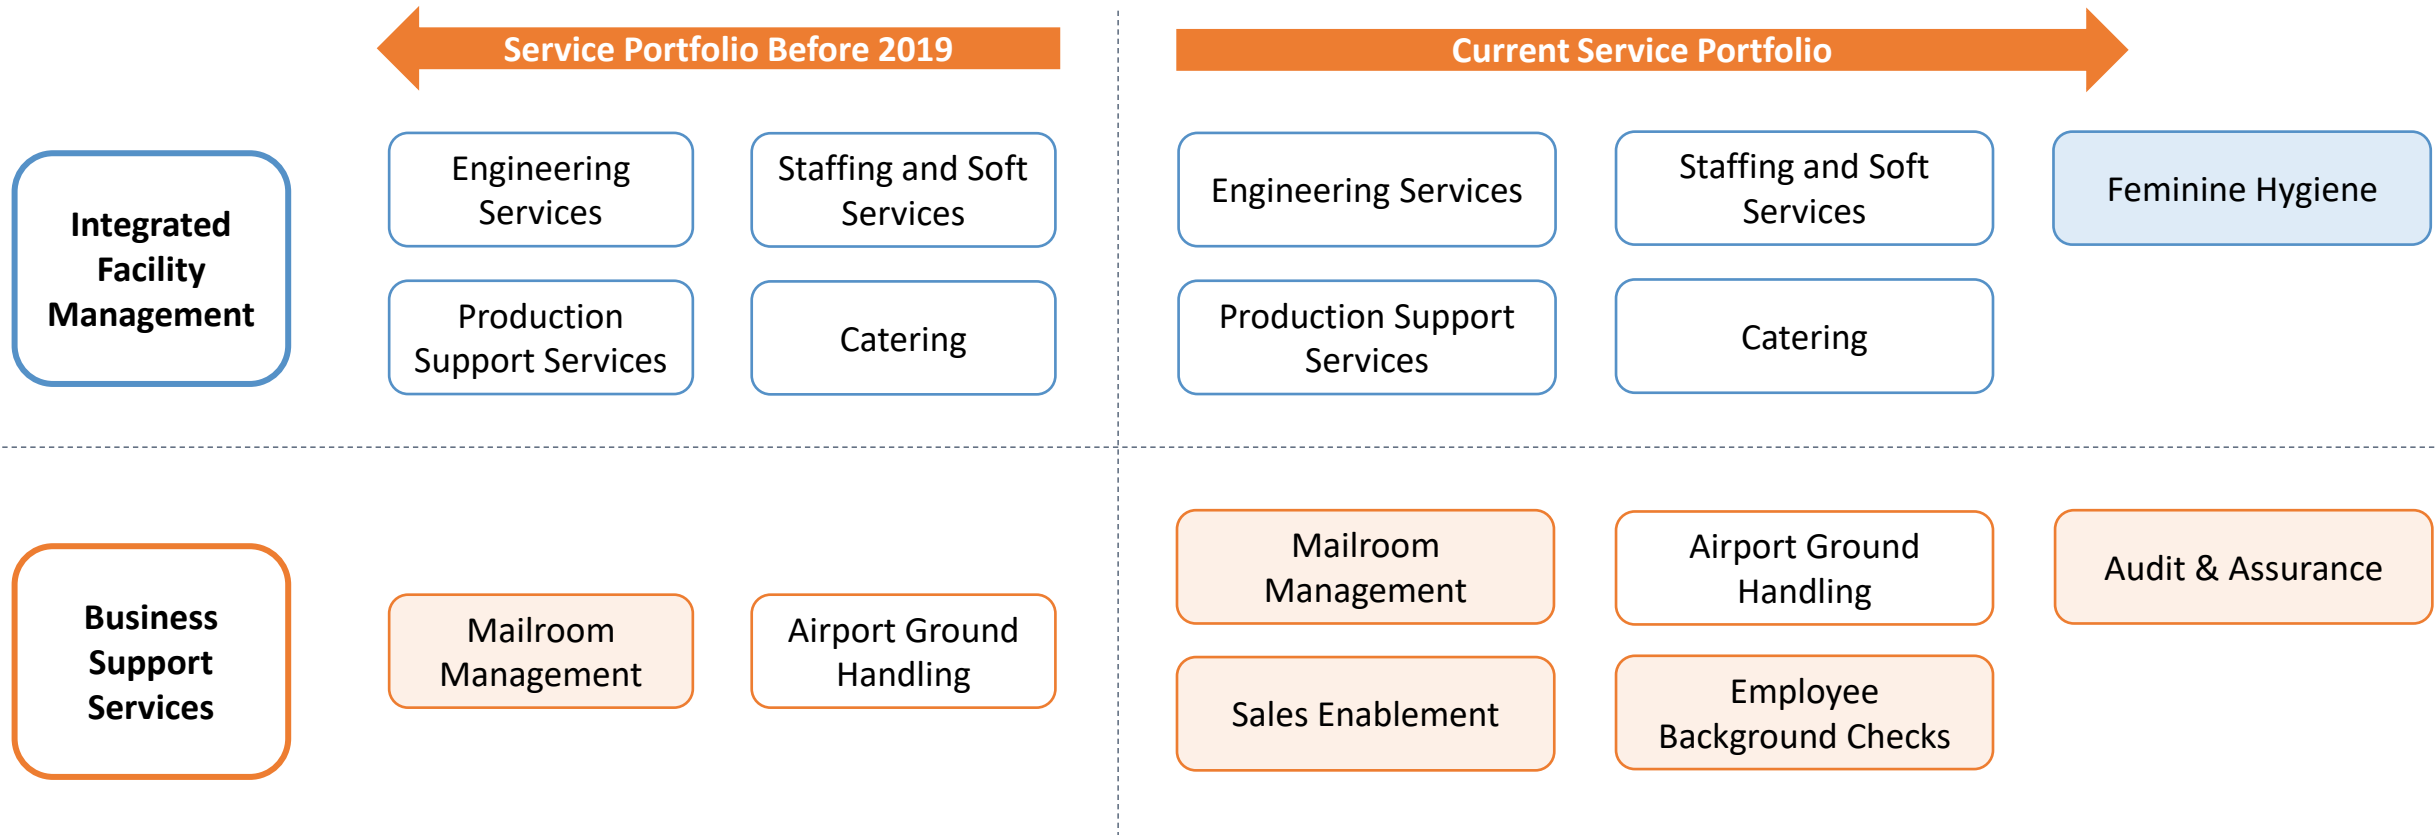 Service Portfolio Before 2019
Current Service Portfolio
Integrated
Facility
Management
Engineering
Services
Staffing and Soft
Services
Production
Support Services
Catering
Engineering Services
Staffing and Soft
Services
Feminine Hygiene
Production Support
Services
Catering
Business
Support
Services
Mailroom
Management
Airport Ground
Handling
Mailroom
Management
Airport Ground
Handling
Audit & Assurance
Sales Enablement
Employee
Background Checks